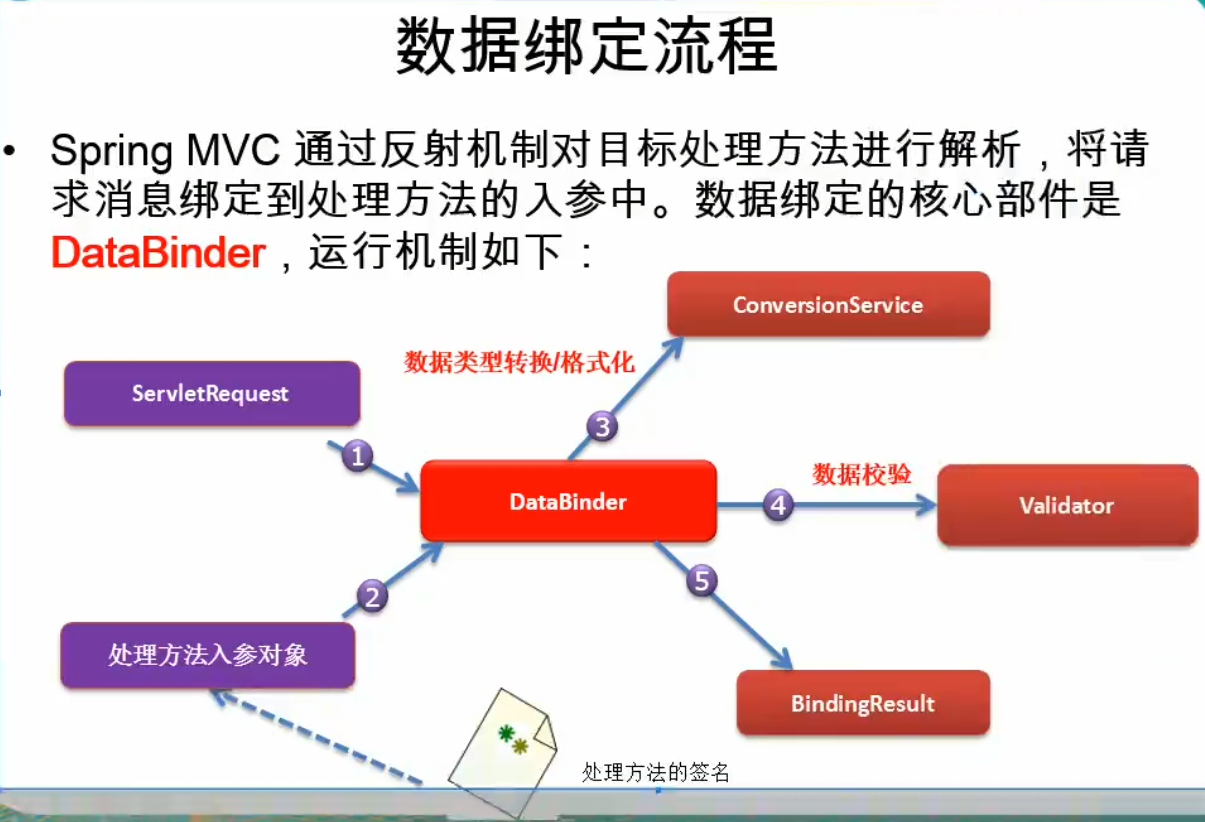 数据绑定流程
• Spring MVC 通过反射机制对目标处理方法进行解析，将请
求消息绑定到处理方法的入参中。数据绑定的核心部件是
DataBinder，运行机制如下：
ConversionService
数据类型转换/格式化
ServletRequest
3
1
数据校验
DataBinder
4
Validator
5
2
处理方法入参对象
BindingResult
处理方法的签名